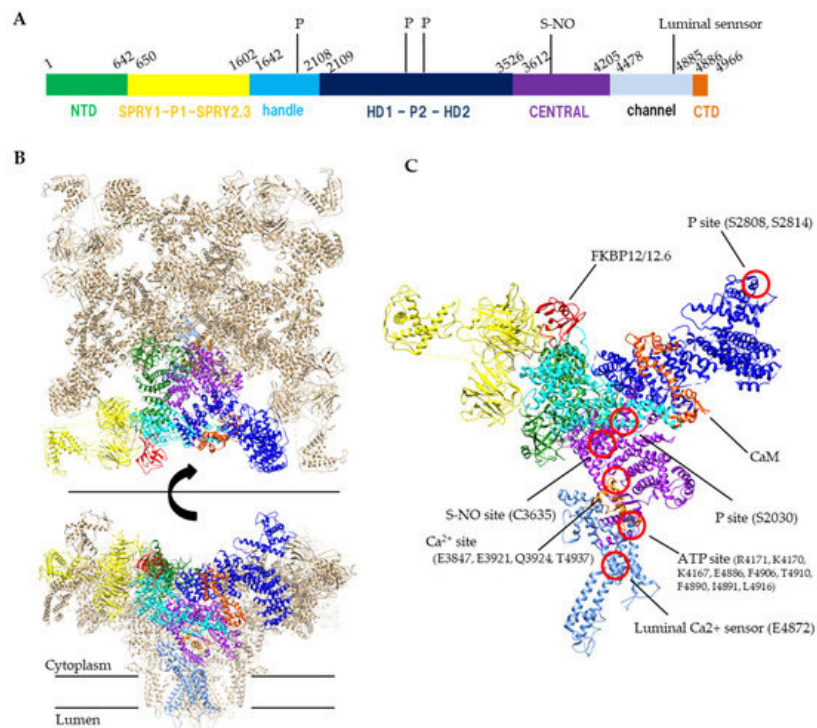 A
P
P P
S-NO
Luminal sennsor
1
642
650
1602
1642
2108
2109
3526
3612
4205
4478
4885
4886
4966
NTD
SPRY1-P1-SPRY2.3
handle
HD1 - P2 - HD2
CENTRAL
channel
CTD
B
C
P site (S2808, S2814)
FKBP12/12.6
CaM
S-NO site (C3635)
P site (S2030)
Ca²⁺ site
(E3847, E3921, Q3924, T4937)
ATP site (R4171, K4170,
K4167, E4886, F4906, T4910,
F4890, I4891, L4916)
Luminal Ca2+ sensor (E4872)
Cytoplasm
Lumen